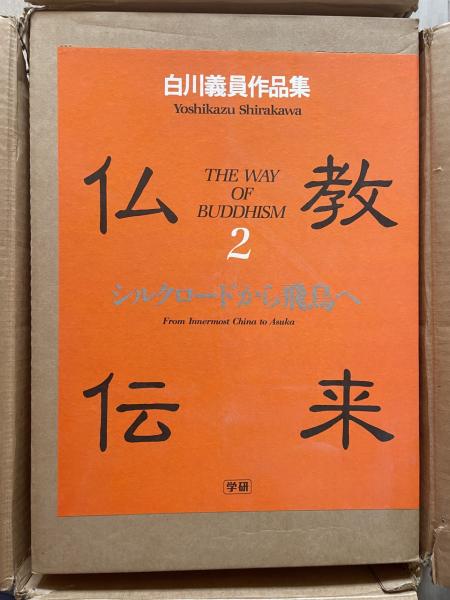 白川義員作品集
Yoshikazu Shirakawa
仏教伝来
THE WAY
OF
BUDDHISM
2
シルクロードから飛鳥へ
From Innermost China to Asuka
学研